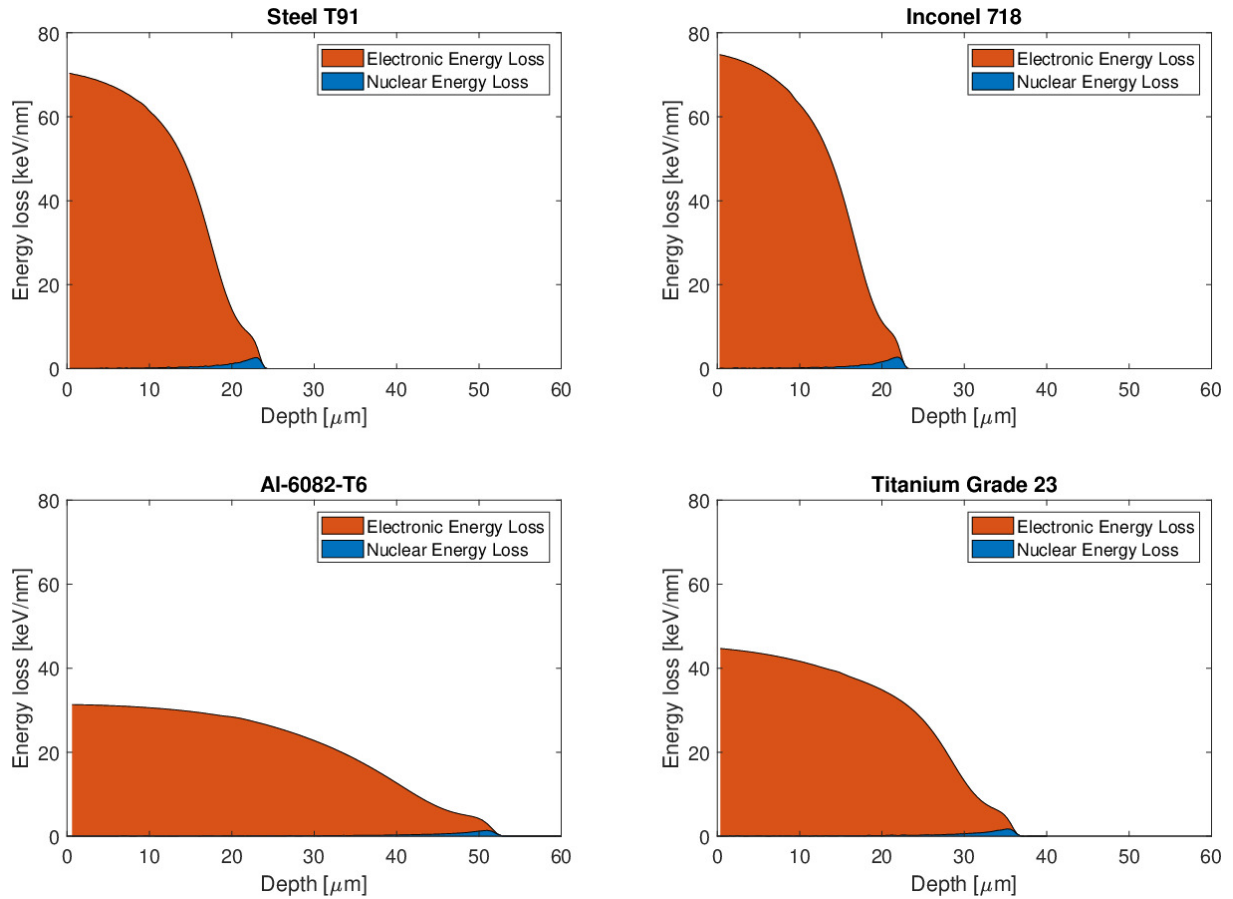 Steel T91
80
60
40
20
0
Energy loss [keV/nm]
Electronic Energy Loss
Nuclear Energy Loss
0 10 20 30 40 50 60
Depth [μm]
Inconel 718
80
60
40
20
0
Energy loss [keV/nm]
Electronic Energy Loss
Nuclear Energy Loss
0 10 20 30 40 50 60
Depth [μm]
Al-6082-T6
80
60
40
20
0
Energy loss [keV/nm]
Electronic Energy Loss
Nuclear Energy Loss
0 10 20 30 40 50 60
Depth [μm]
Titanium Grade 23
80
60
40
20
0
Energy loss [keV/nm]
Electronic Energy Loss
Nuclear Energy Loss
0 10 20 30 40 50 60
Depth [μm]